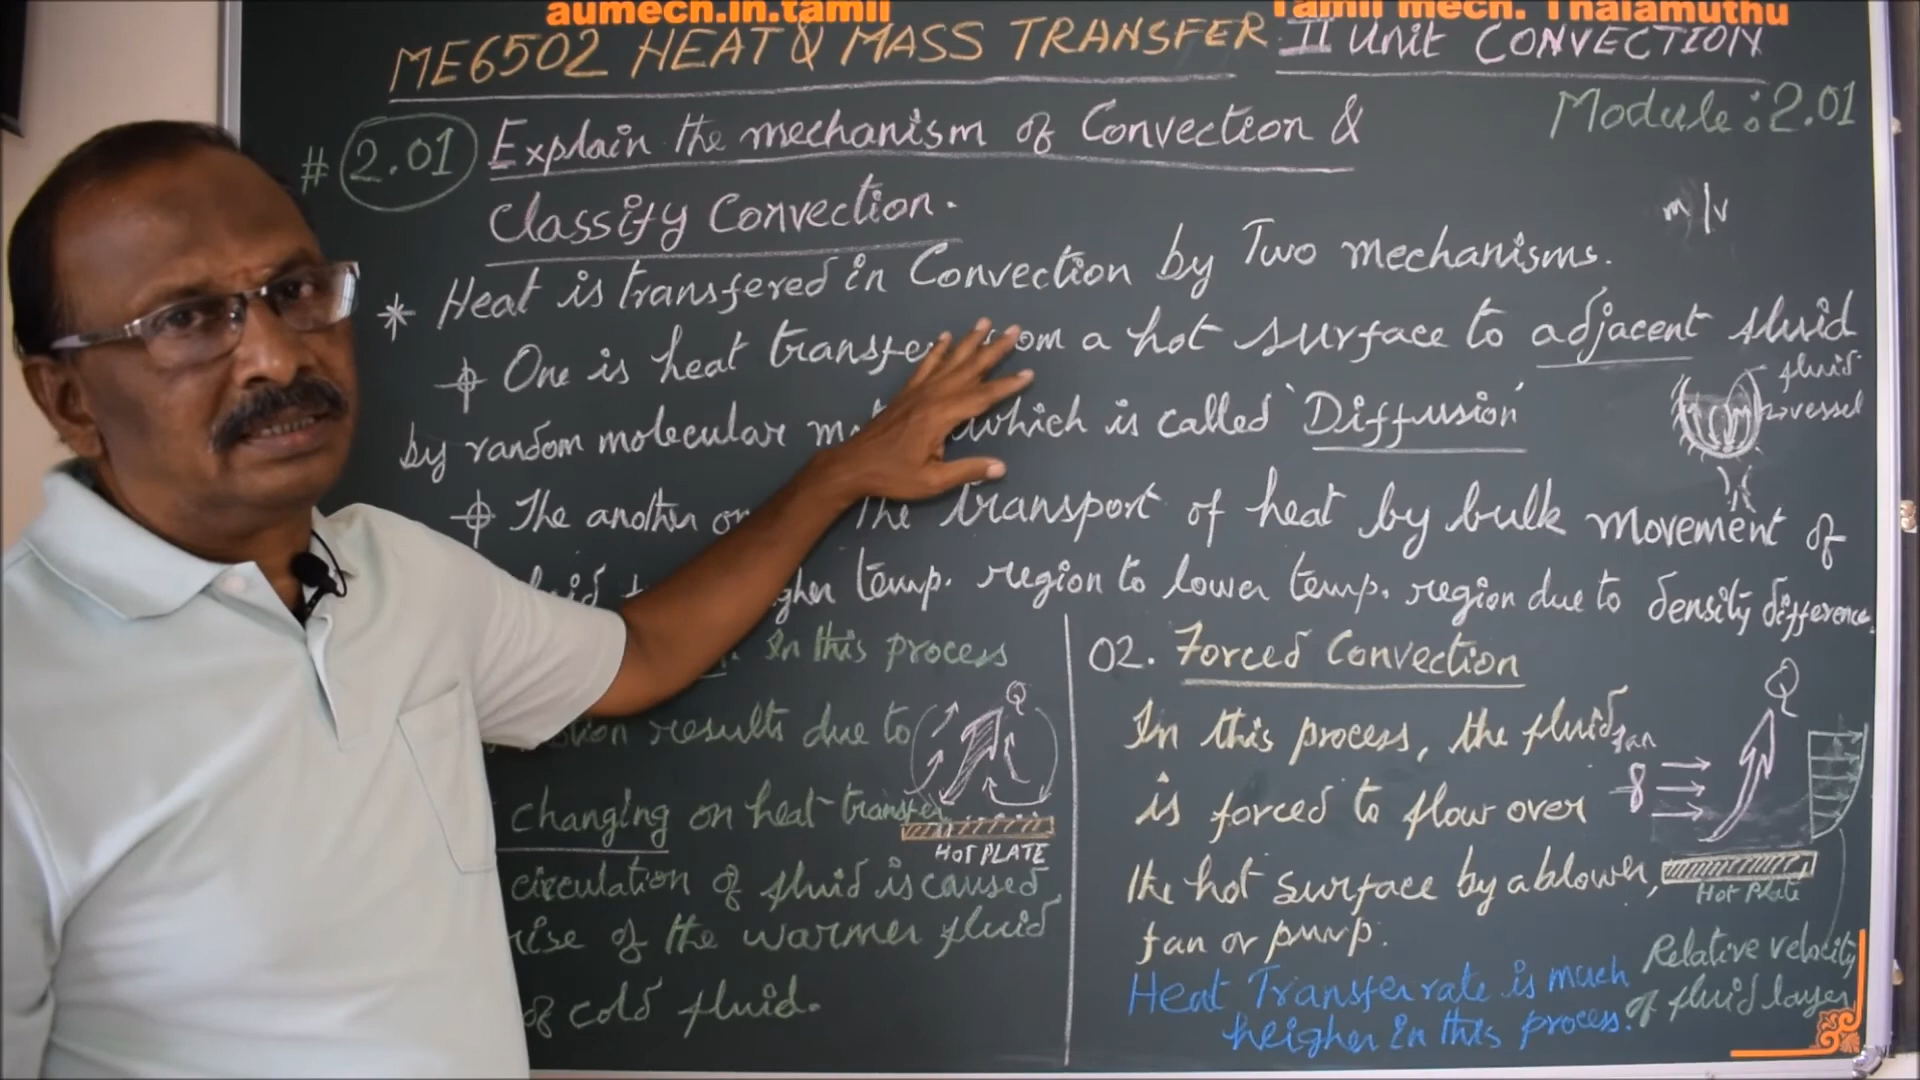 aumech.in.tamil
Tamil mech. Thalamuthu
ME6502 HEAT & MASS TRANSFER II Unit CONVECTION
Module: 2.01
# 2.01 Explain the mechanism of Convection &
Classify Convection.
m/v
* Heat is transfered in Convection by Two mechanisms.
One is heat transfer om a hot surface to adjacent fluid
fluid
vessel
by random molecular which is called 'Diffusion'
The another The transport of heat by bulk movement of
temp. region to lower temp. region due to density difference.
In this process
results due to
Q
changing on heat transfer
HOT PLATE
circulation of fluid is caused
rise of the warmer fluid
of cold fluid.
02. Forced Convection
In this process, the fluid
is forced to flow over
the hot surface by a blower,
fan or pump.
Heat Transfer rate is much
heigher in this process.
Q
fan
Hot Plate
Relative velocity
of fluid layer